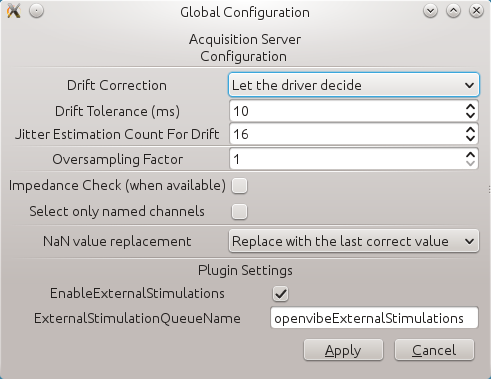 Global Configuration
Acquisition Server
Configuration
Drift Correction Let the driver decide
Drift Tolerance (ms) 10
Jitter Estimation Count For Drift 16
Oversampling Factor 1
Impedance Check (when available)
Select only named channels
NaN value replacement Replace with the last correct value
Plugin Settings
EnableExternalStimulations
ExternalStimulationQueueName openvibeExternalStimulations
Apply Cancel